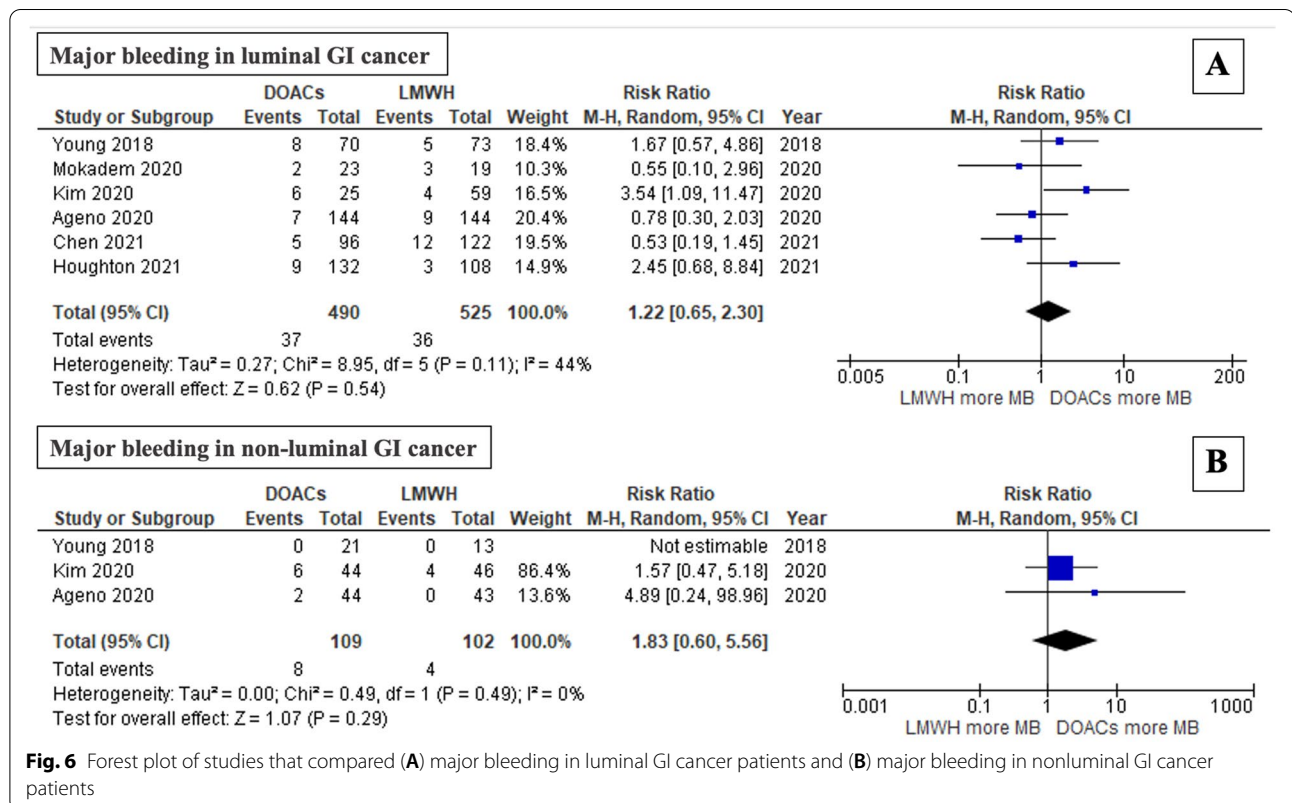 Major bleeding in luminal GI cancer
A
DOACs LMWH Risk Ratio Risk Ratio
Study or Subgroup Events Total Events Total Weight M-H, Random, 95% CI Year M-H, Random, 95% CI
Young 2018 8 70 5 73 18.4% 1.67 [0.57, 4.86] 2018
Mokadem 2020 2 23 3 19 10.3% 0.55 [0.10, 2.96] 2020
Kim 2020 6 25 4 59 16.5% 3.54 [1.09, 11.47] 2020
Ageno 2020 7 144 9 144 20.4% 0.78 [0.30, 2.03] 2020
Chen 2021 5 96 12 122 19.5% 0.53 [0.19, 1.45] 2021
Houghton 2021 9 132 3 108 14.9% 2.45 [0.68, 8.84] 2021
Total (95% CI) 490 525 100.0% 1.22 [0.65, 2.30]
Total events 37 36
Heterogeneity: Tau² = 0.27; Chi² = 8.95, df = 5 (P = 0.11); I² = 44%
Test for overall effect: Z = 0.62 (P = 0.54)
0.005 0.1 1 10 200
LMWH more MB DOACs more MB
Major bleeding in non-luminal GI cancer
B
DOACs LMWH Risk Ratio Risk Ratio
Study or Subgroup Events Total Events Total Weight M-H, Random, 95% CI Year M-H, Random, 95% CI
Young 2018 0 21 0 13 Not estimable 2018
Kim 2020 6 44 4 46 86.4% 1.57 [0.47, 5.18] 2020
Ageno 2020 2 44 0 43 13.6% 4.89 [0.24, 98.96] 2020
Total (95% CI) 109 102 100.0% 1.83 [0.60, 5.56]
Total events 8 4
Heterogeneity: Tau² = 0.00; Chi² = 0.49, df = 1 (P = 0.49); I² = 0%
Test for overall effect: Z = 1.07 (P = 0.29)
0.001 0.1 1 10 1000
LMWH more MB DOACs more MB
Fig. 6 Forest plot of studies that compared (A) major bleeding in luminal GI cancer patients and (B) major bleeding in nonluminal GI cancer
patients